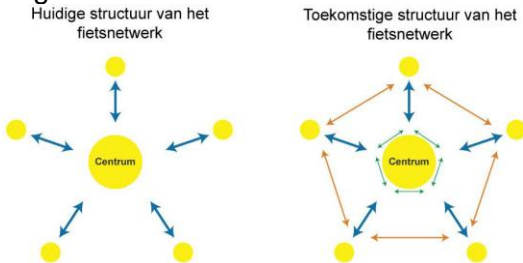 Huidige structuur van het
fietsnetwerk
Toekomstige structuur van het
fietsnetwerk
Centrum
Centrum